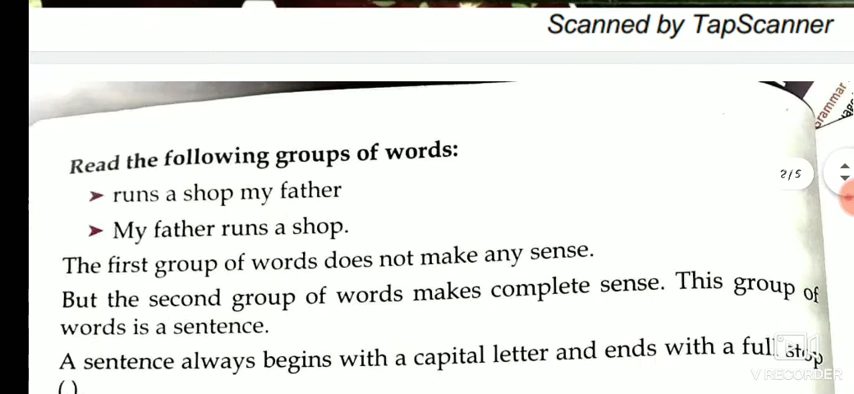 Scanned by TapScanner
grammar
Read the following groups of words:
➤ runs a shop my father
2/5
➤ My father runs a shop.
The first group of words does not make any sense.
But the second group of words makes complete sense. This group of
words is a sentence.
A sentence always begins with a capital letter and ends with a full stop
VIRECORDER